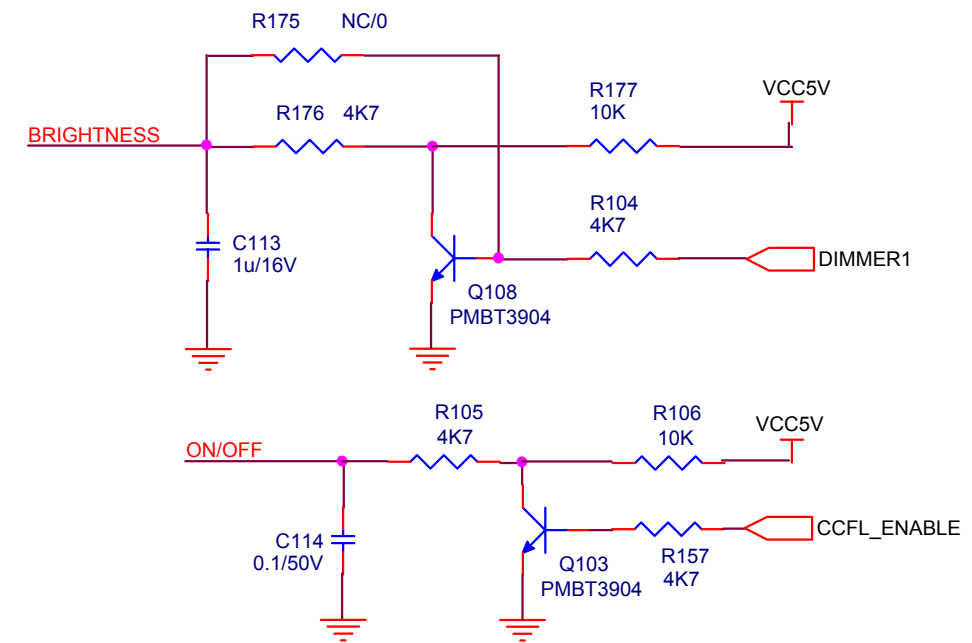 R175 NC/0
R176 4K7
R177
10K
VCC5V
BRIGHTNESS
R104
4K7
C113
1u/16V
DIMMER1
Q108
PMBT3904
R105
4K7
R106
10K
VCC5V
ON/OFF
C114
0.1/50V
Q103
PMBT3904
R157
4K7
CCFL_ENABLE